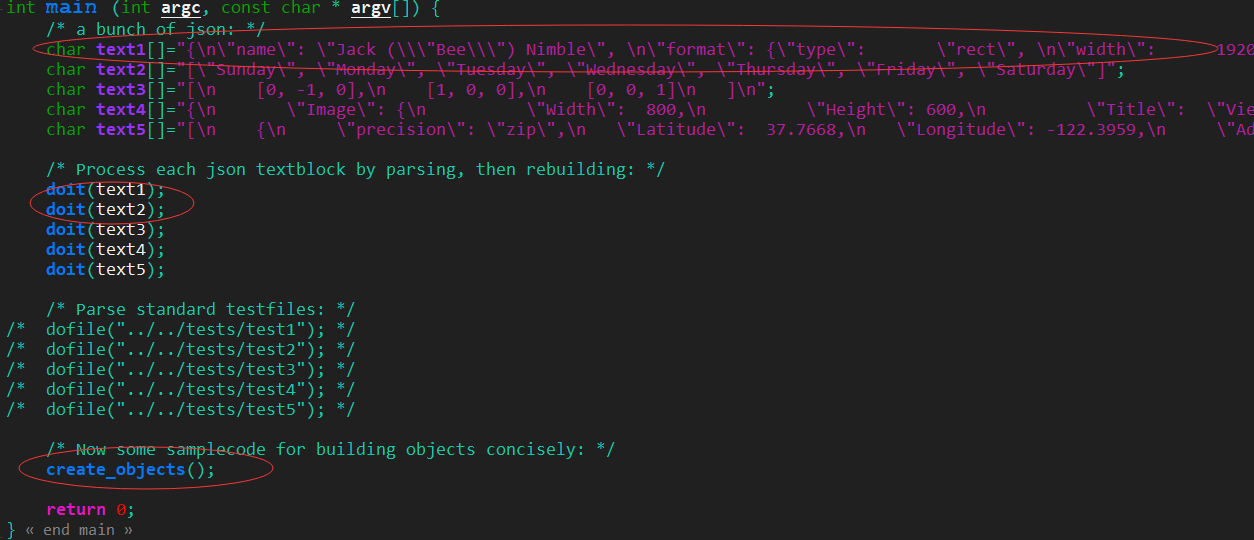 int main (int argc, const char * argv[]) {
/* a bunch of json: */
char text1[]="{\n\"name\": \"Jack (\\\"Bee\\\") Nimble\", \n\"format\": {\"type\":       \"rect\", \n\"width\":      1920
char text2[]="[\"Sunday\", \"Monday\", \"Tuesday\", \"Wednesday\", \"Thursday\", \"Friday\", \"Saturday\"]";
char text3[]="[\n    [0, -1, 0],\n    [1, 0, 0],\n    [0, 0, 1]\n   ]\n";
char text4[]="{\n       \"Image\": {\n          \"Width\":  800,\n          \"Height\": 600,\n          \"Title\":  \"Vie
char text5[]="[\n   {\n     \"precision\": \"zip\",\n   \"Latitude\":  37.7668,\n   \"Longitude\": -122.3959,\n     \"Ad
/* Process each json textblock by parsing, then rebuilding: */
doit(text1);
doit(text2);
doit(text3);
doit(text4);
doit(text5);
/* Parse standard testfiles: */
/*  dofile("../../tests/test1"); */
/*  dofile("../../tests/test2"); */
/*  dofile("../../tests/test3"); */
/*  dofile("../../tests/test4"); */
/*  dofile("../../tests/test5"); */
/* Now some samplecode for building objects concisely: */
create_objects();
return 0;
} « end main »